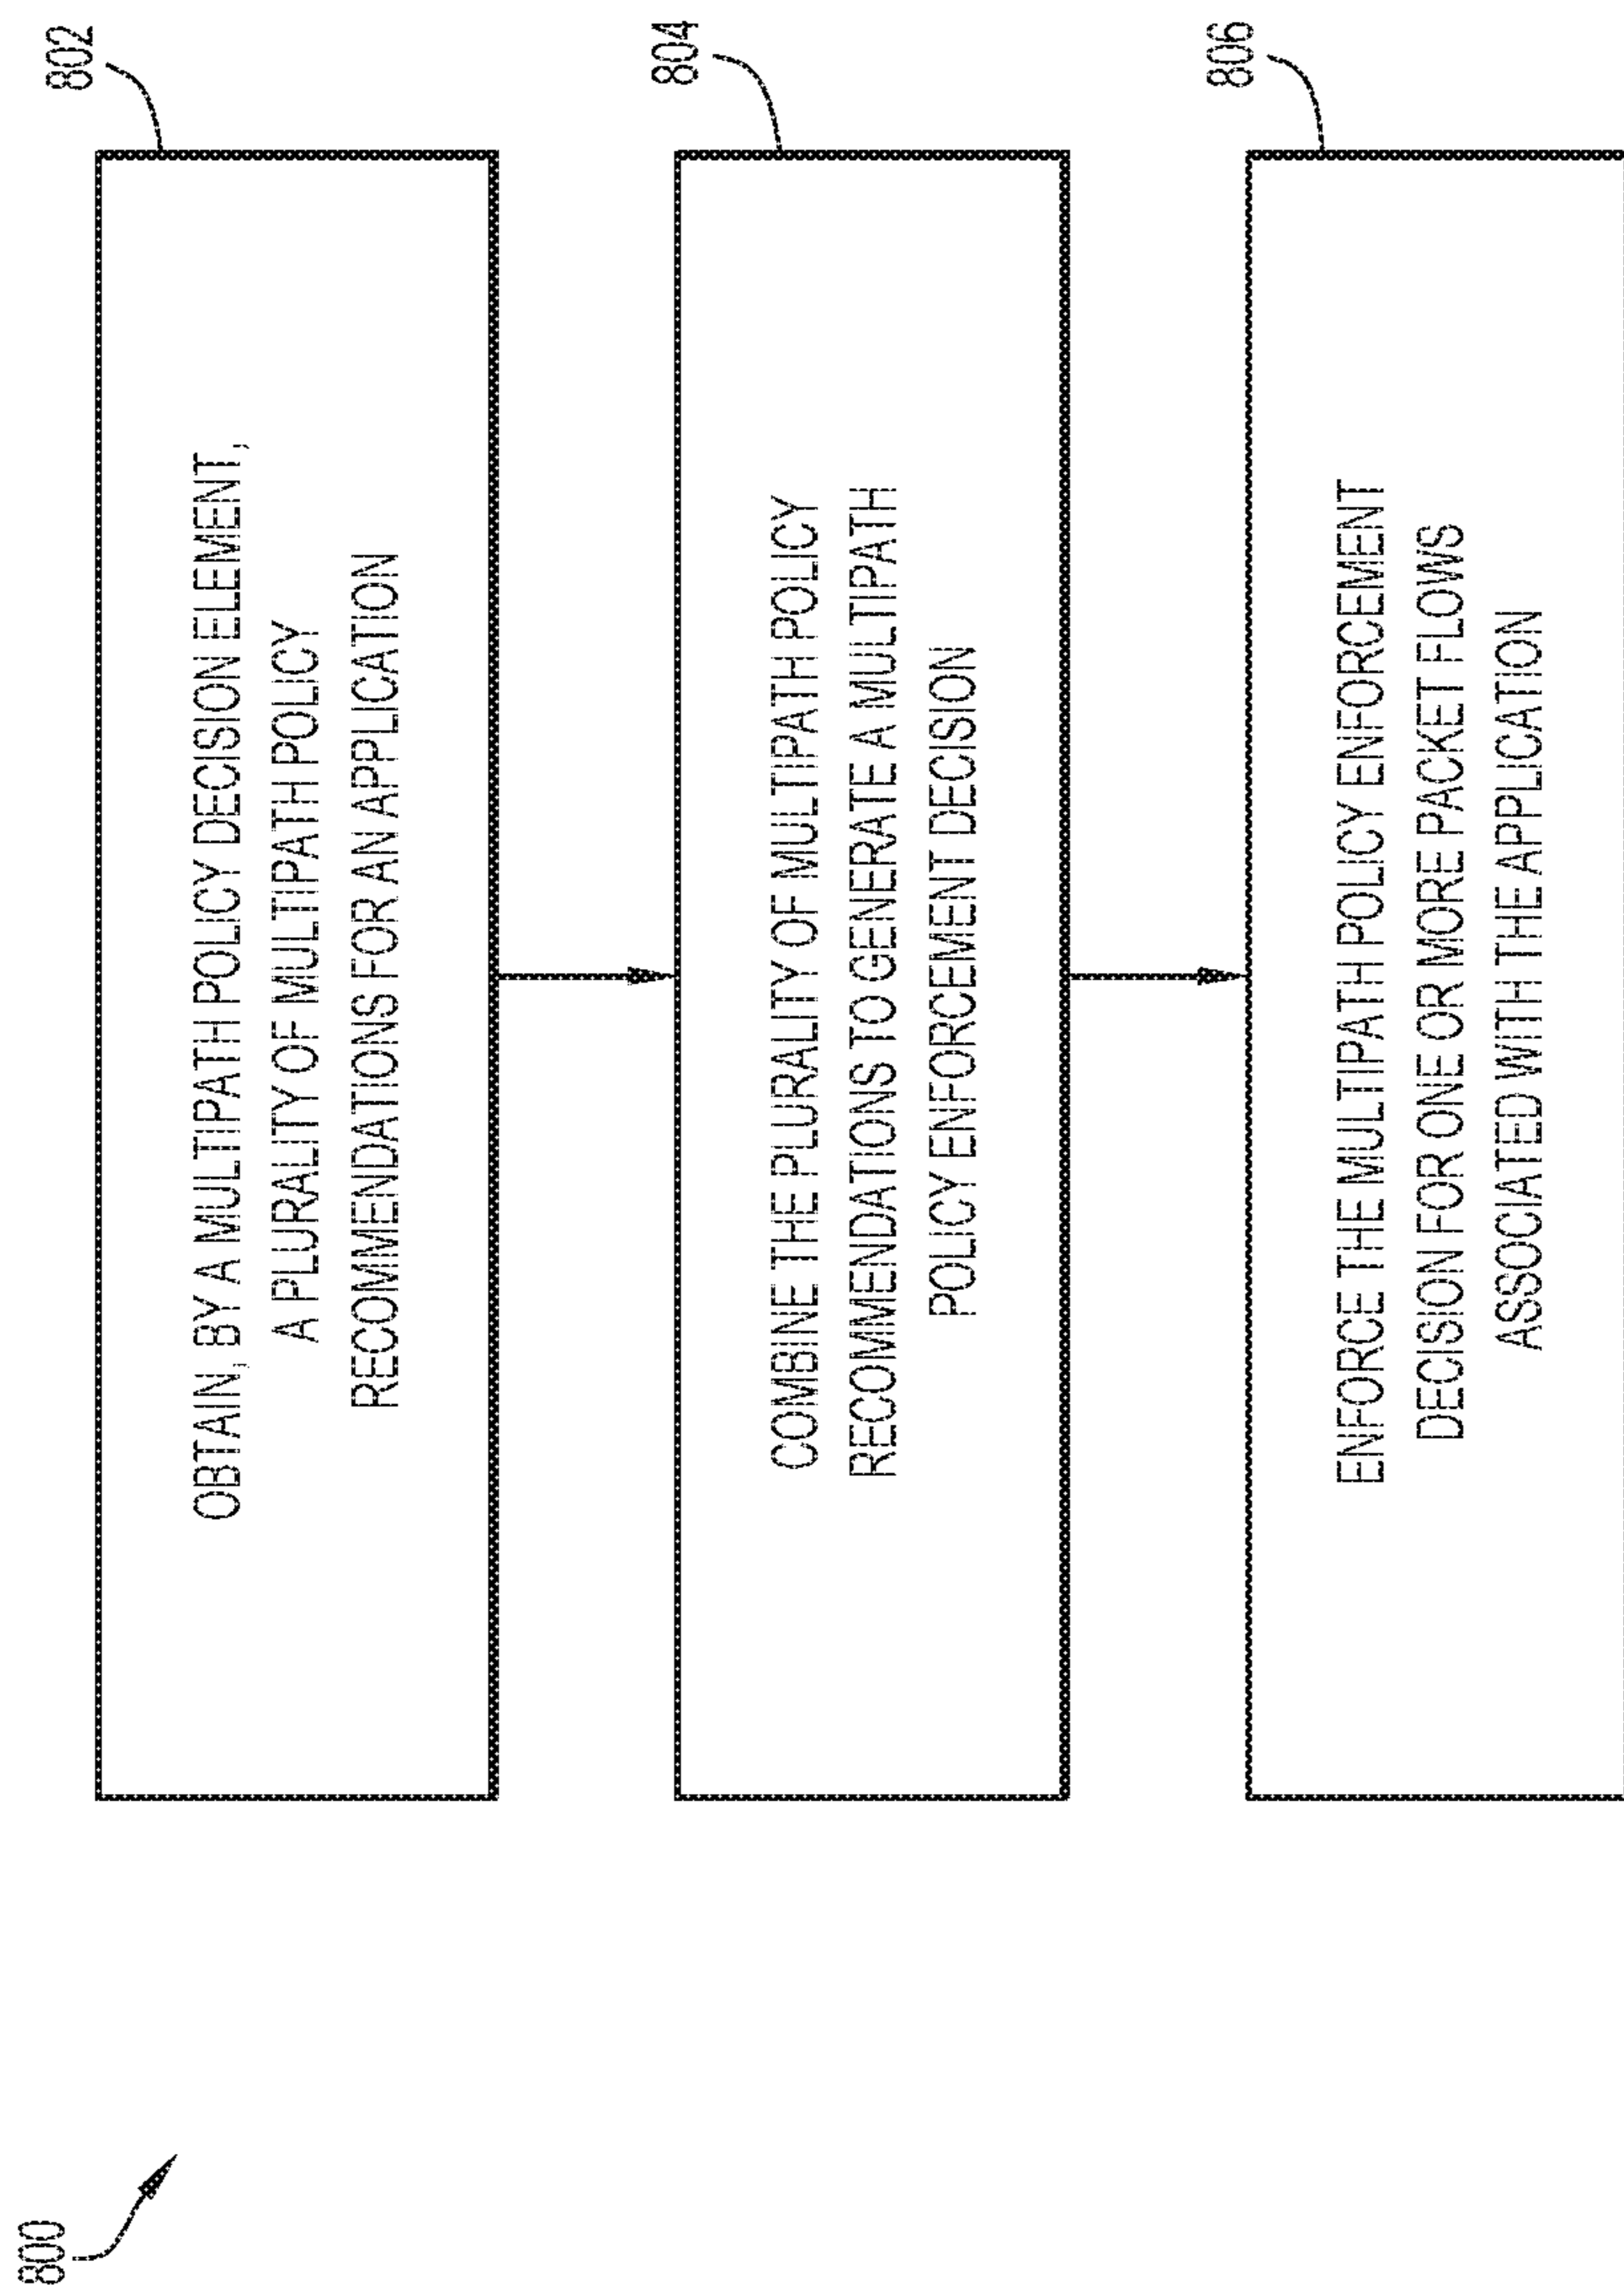 800
802
OBTAIN, BY A MULTIPATH POLICY DECISION ELEMENT,
A PLURALITY OF MULTIPATH POLICY
RECOMMENDATIONS FOR AN APPLICATION
804
COMBINE THE PLURALITY OF MULTIPATH POLICY
RECOMMENDATIONS TO GENERATE A MULTIPATH
POLICY ENFORCEMENT DECISION
806
ENFORCE THE MULTIPATH POLICY ENFORCEMENT
DECISION FOR ONE OR MORE PACKET FLOWS
ASSOCIATED WITH THE APPLICATION